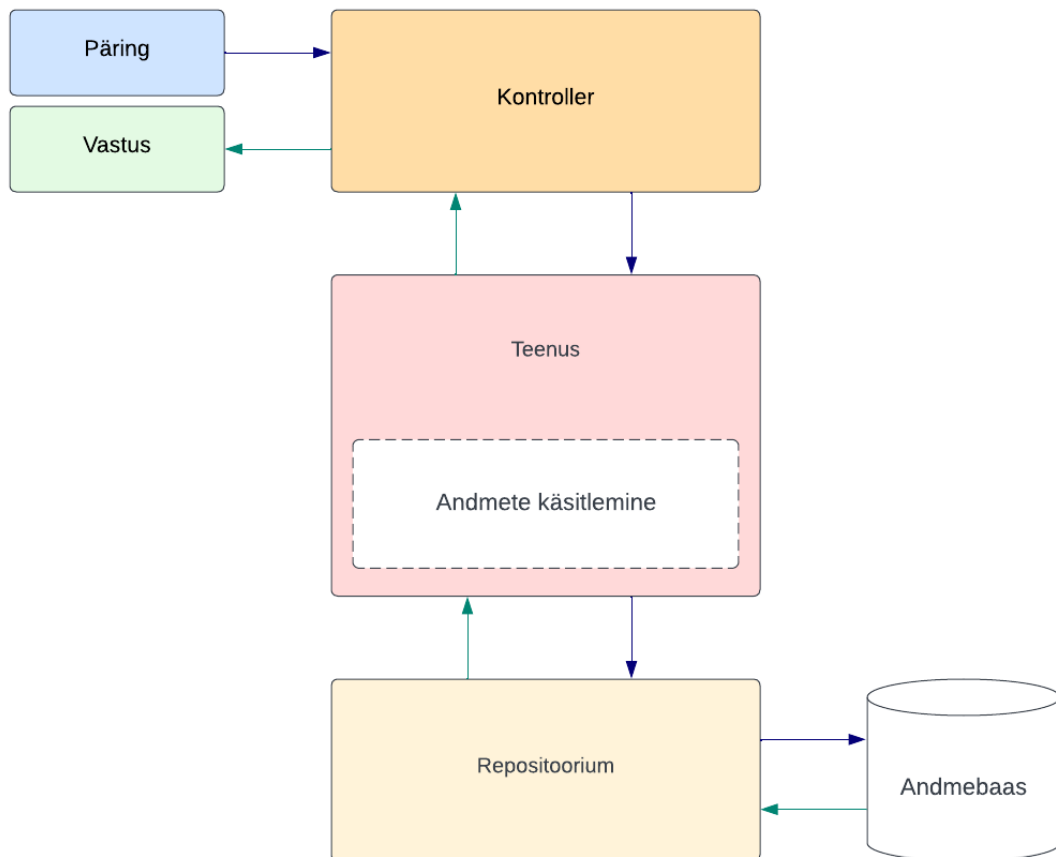 Päring
Kontroller
Vastus
Teenus
Andmete käsitlemine
Repositoorium
Andmebaas